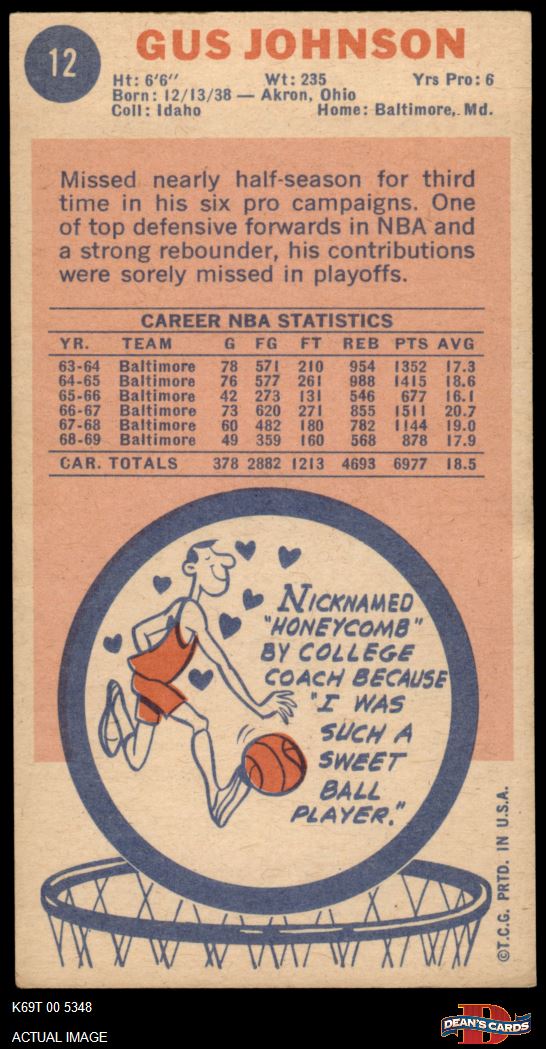 12
GUS JOHNSON
Ht: 6'6" Wt: 235 Yrs Pro: 6
Born: 12/13/38 — Akron, Ohio
Coll: Idaho Home: Baltimore, Md.
Missed nearly half-season for third
time in his six pro campaigns. One
of top defensive forwards in NBA and
a strong rebounder, his contributions
were sorely missed in playoffs.
CAREER NBA STATISTICS
YR. TEAM G FG FT REB PTS AVG
63-64 Baltimore 78 571 210 954 1352 17.3
64-65 Baltimore 76 577 261 988 1415 18.6
65-66 Baltimore 42 273 131 546 677 16.1
66-67 Baltimore 73 620 271 855 1511 20.7
67-68 Baltimore 60 482 180 782 1144 19.0
68-69 Baltimore 49 359 160 568 878 17.9
CAR. TOTALS 378 2882 1213 4693 6977 18.5
NICKNAMED
"HONEYCOMB"
BY COLLEGE
COACH BECAUSE
"I WAS
SUCH A
SWEET
BALL
PLAYER."
©T.C.G. PRTD. IN U.S.A.
K69T 00 5348
ACTUAL IMAGE
DEAN'S CARDS